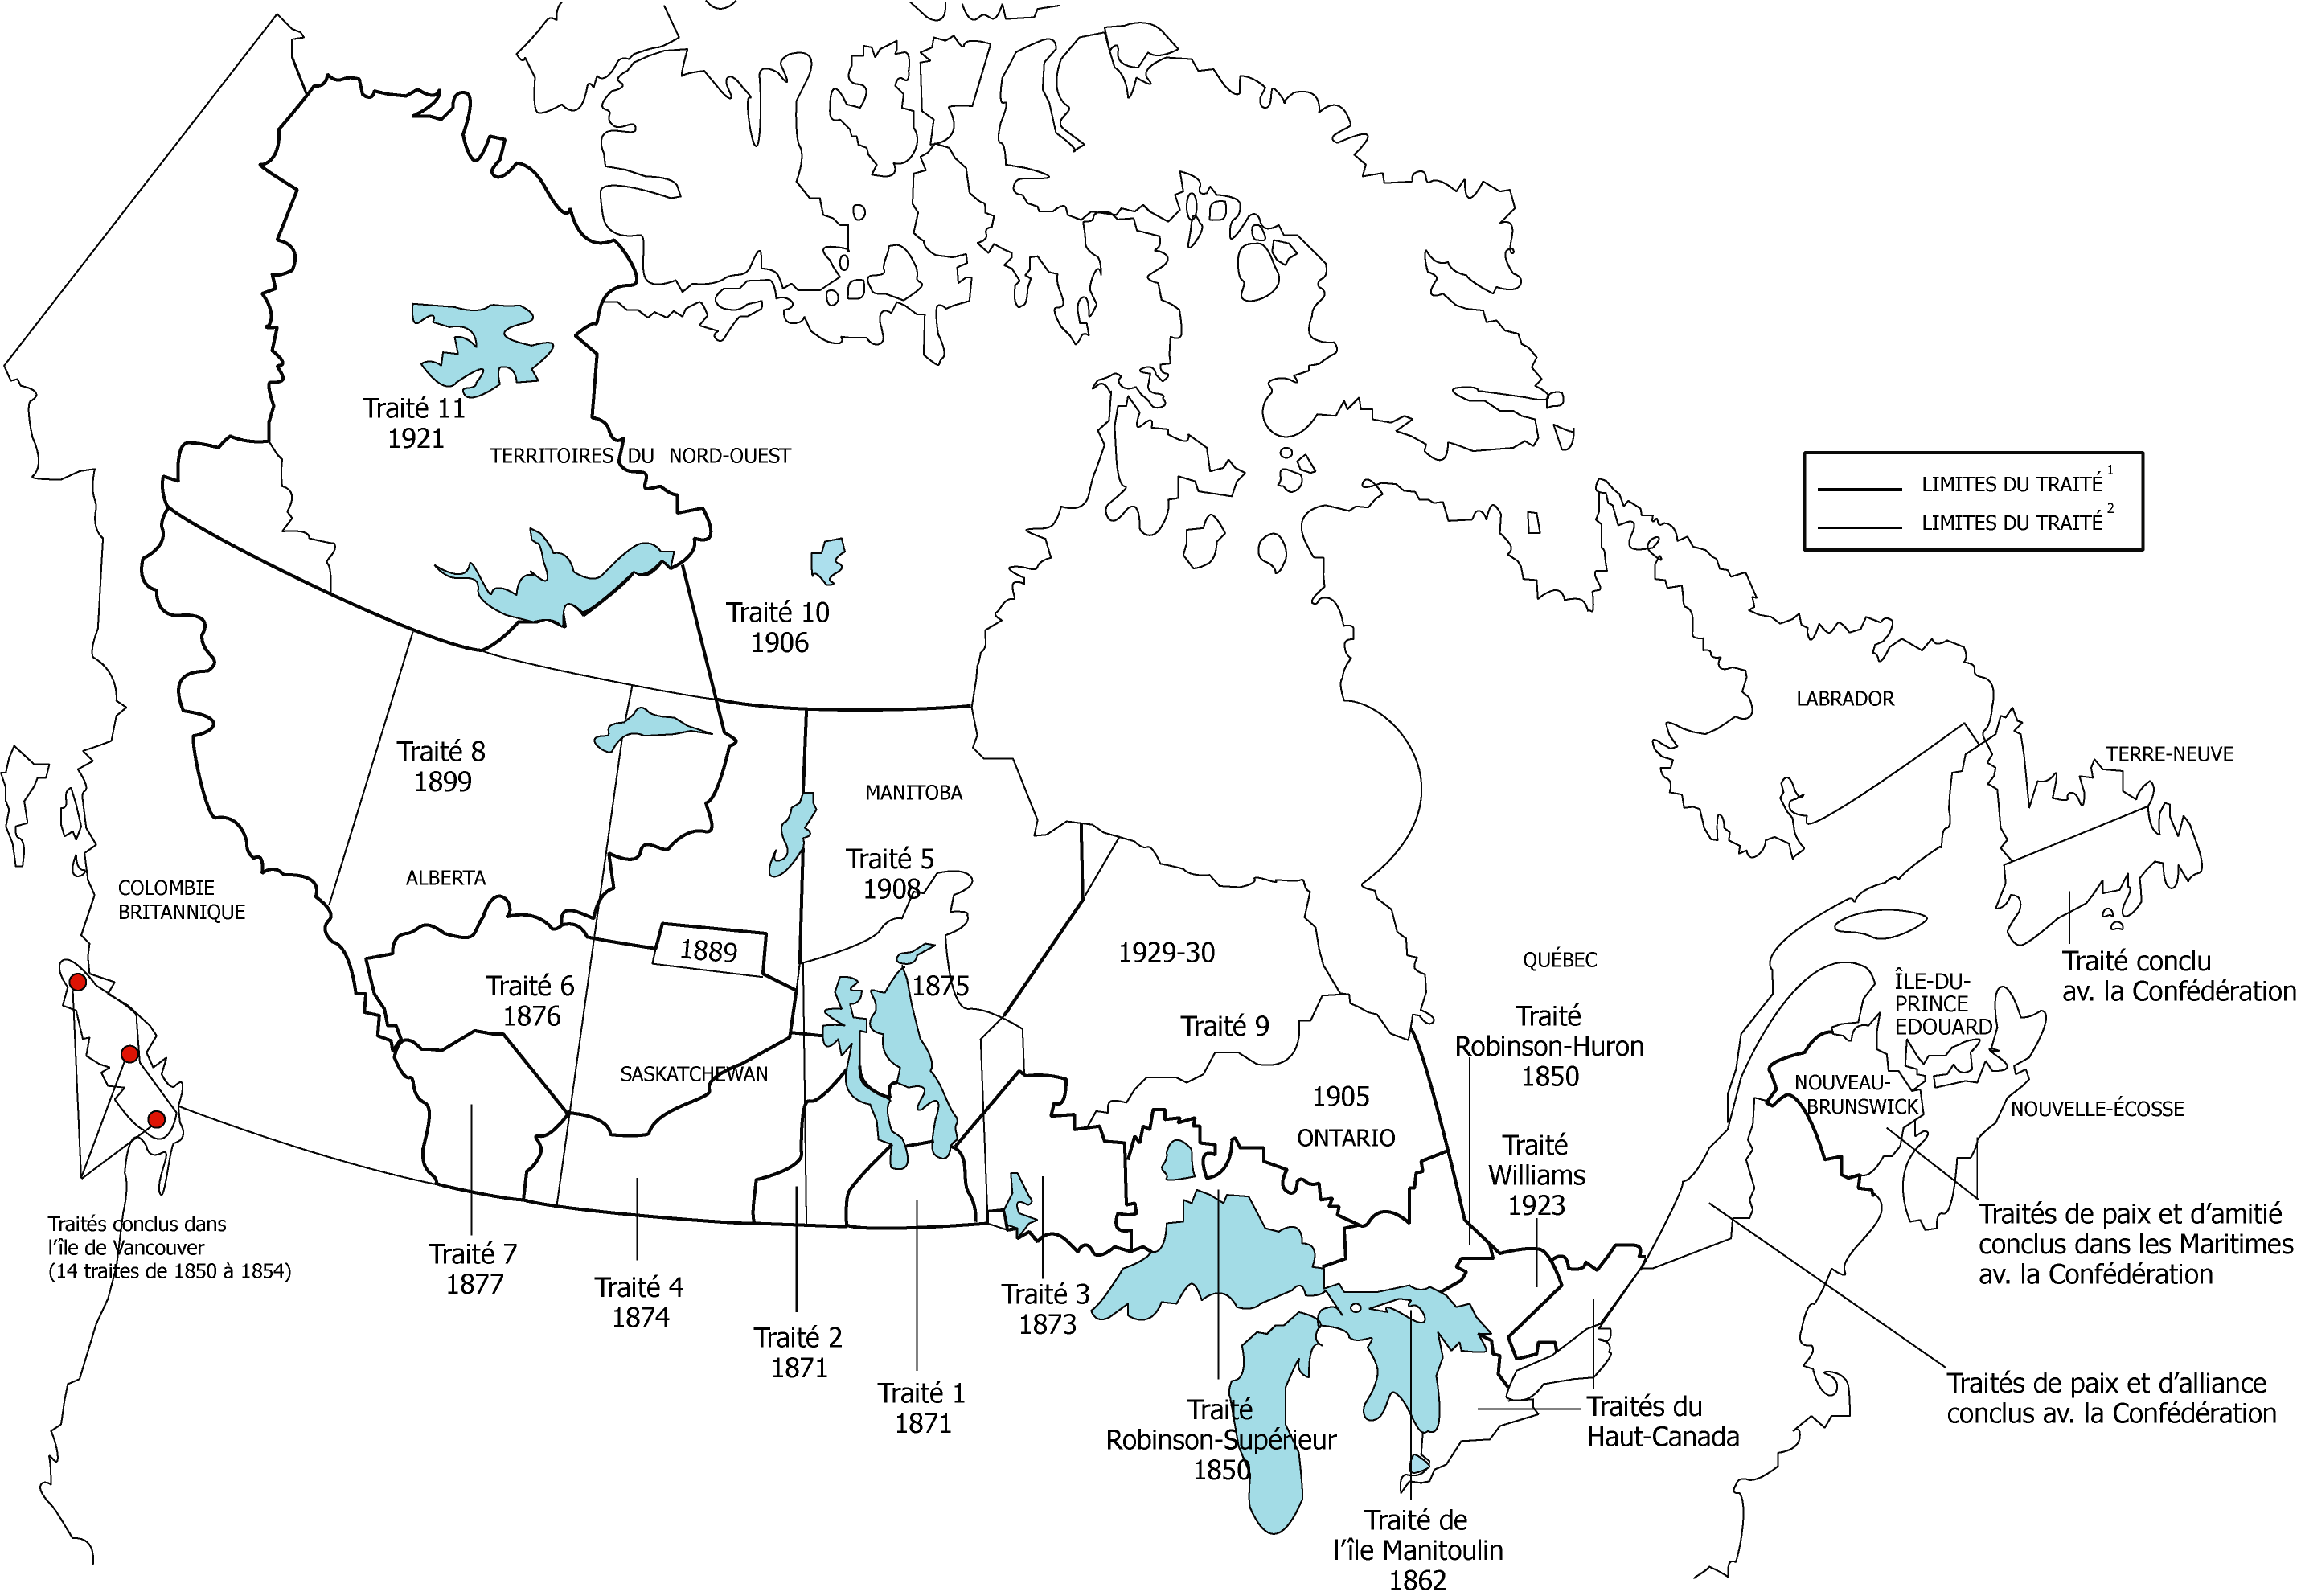 Traité 11
1921
TERRITOIRES DU NORD-OUEST
LIMITES DU TRAITÉ 1
LIMITES DU TRAITÉ 2
Traité 10
1906
LABRADOR
TERRE-NEUVE
Traité 8
1899
MANITOBA
Traité 5
1908
ALBERTA
COLOMBIE
BRITANNIQUE
1889
1929-30
QUÉBEC
Traité conclu
av. la Confédération
Traité 6
1876
1875
ÎLE-DU-
PRINCE
EDOUARD
Traité 9
Traité
Robinson-Huron
1850
SASKATCHEWAN
NOUVEAU-
BRUNSWICK
NOUVELLE-ÉCOSSE
1905
ONTARIO
Traité
Williams
1923
Traités conclus dans
l’île de Vancouver
(14 traites de 1850 à 1854)
Traités de paix et d’amitié
conclus dans les Maritimes
av. la Confédération
Traité 7
1877
Traité 4
1874
Traité 3
1873
Traité 2
1871
Traité 1
1871
Traités de paix et d’alliance
conclus av. la Confédération
Traité
Robinson-Supérieur
1850
Traités du
Haut-Canada
Traité de
l’île Manitoulin
1862